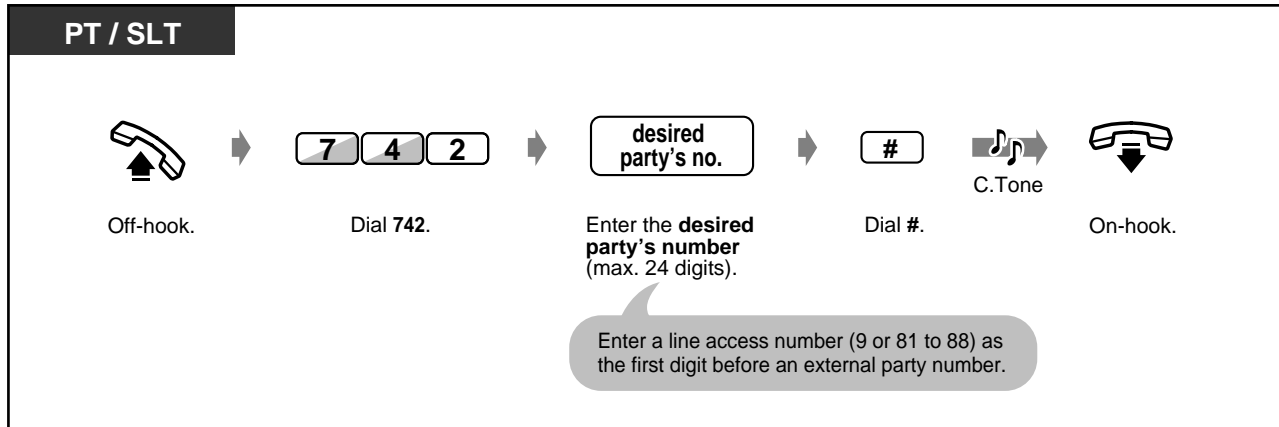 PT / SLT
7 4 2
desired
party’s no.
#
C.Tone
Off-hook.
Dial 742.
Enter the desired
party’s number
(max. 24 digits).
Dial #.
On-hook.
Enter a line access number (9 or 81 to 88) as
the first digit before an external party number.